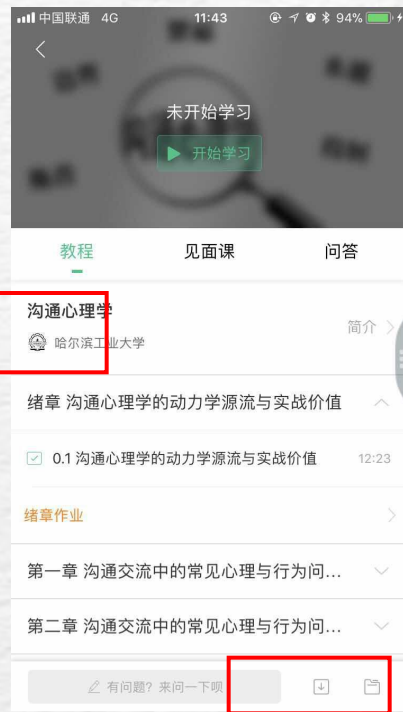 中国联通 4G 11:43 94%
未开始学习
开始学习
教程 见面课 问答
沟通心理学
简介
哈尔滨工业大学
绪章 沟通心理学的动力学源流与实战价值
0.1 沟通心理学的动力学源流与实战价值 12:23
绪章作业
第一章 沟通交流中的常见心理与行为问...
第二章 沟通交流中的常见心理与行为问...
有问题？来问一下呗